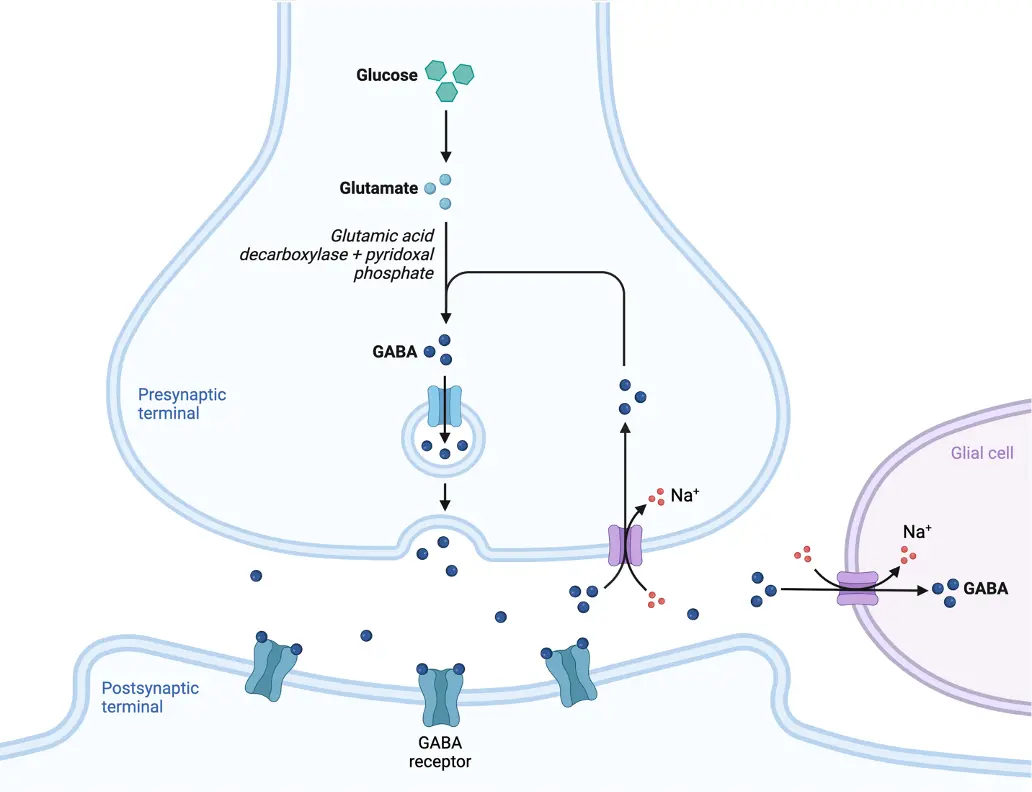 Glucose
Glutamate
Glutamic acid
decarboxylase + pyridoxal
phosphate
GABA
Presynaptic
terminal
Glial cell
Na⁺
Na⁺
GABA
Postsynaptic
terminal
GABA
receptor